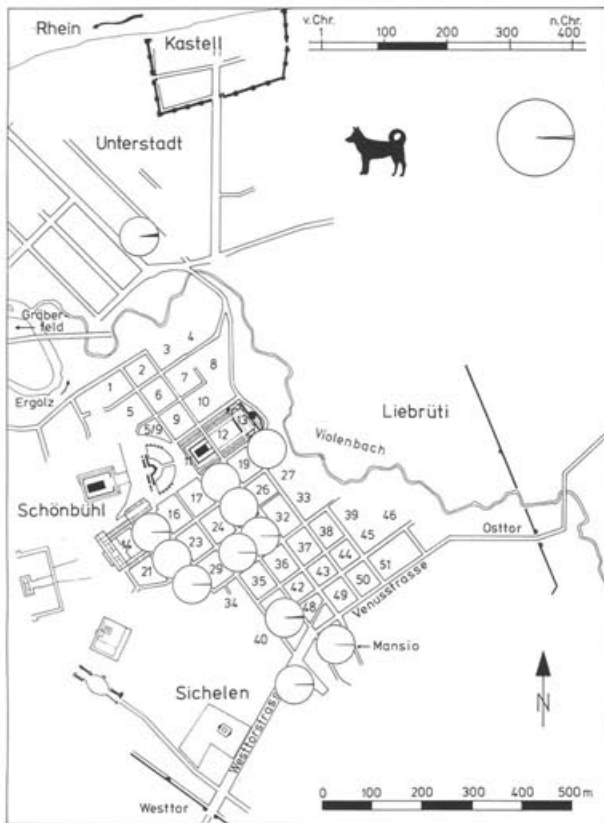 v. Chr. n. Chr.
1 100 200 300 400
Rhein
Kastell
Unterstadt
Gräber-
feld
Ergolz
3 4
2 7 8
1 6
5 9 10
5/9
13
12
11
19
Violenbach
Liebrüti
Schönbühl
27
17 26
16 33
32 39 46
24 38 45
23 37 44 51
14
21 29 36 43 50
35 42 49
34 48
40
Osttor
Venusstrasse
Mansio
Sichelen
Westtorstrasse
Westtor
N
0 100 200 300 400 500 m